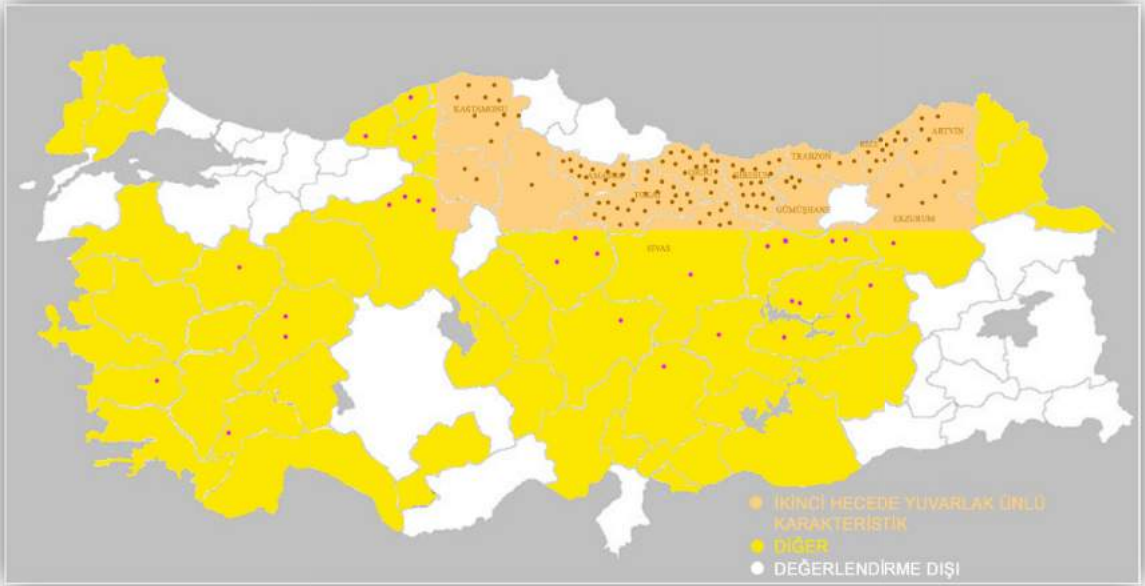 KASTAMONU
ARTVİN
RİZE
TRABZON
ORDU
GİRESUN
AMASYA
TOKAT
GÜMÜŞHANE
ERZURUM
SİVAS
İKİNCİ HECEDE YUVARLAK ÜNLÜ
KARAKTERİSTİK
DİĞER
DEĞERLENDİRME DIŞI